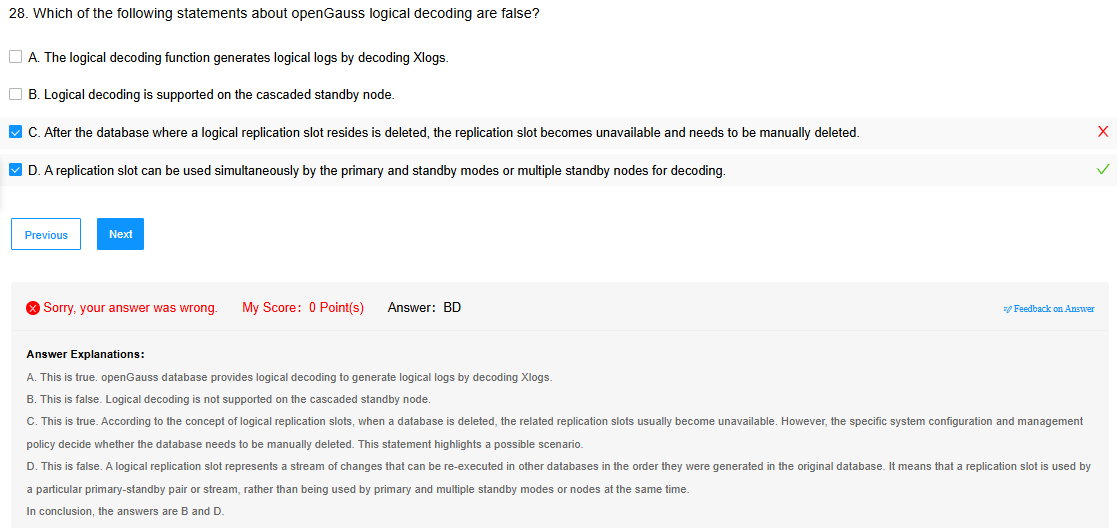 28. Which of the following statements about openGauss logical decoding are false?
A. The logical decoding function generates logical logs by decoding Xlogs.
B. Logical decoding is supported on the cascaded standby node.
C. After the database where a logical replication slot resides is deleted, the replication slot becomes unavailable and needs to be manually deleted.
D. A replication slot can be used simultaneously by the primary and standby modes or multiple standby nodes for decoding.
Previous Next
Sorry, your answer was wrong. My Score: 0 Point(s) Answer: BD Feedback on Answer
Answer Explanations:
A. This is true. openGauss database provides logical decoding to generate logical logs by decoding Xlogs.
B. This is false. Logical decoding is not supported on the cascaded standby node.
C. This is true. According to the concept of logical replication slots, when a database is deleted, the related replication slots usually become unavailable. However, the specific system configuration and management
policy decide whether the database needs to be manually deleted. This statement highlights a possible scenario.
D. This is false. A logical replication slot represents a stream of changes that can be re-executed in other databases in the order they were generated in the original database. It means that a replication slot is used by
a particular primary-standby pair or stream, rather than being used by primary and multiple standby modes or nodes at the same time.
In conclusion, the answers are B and D.